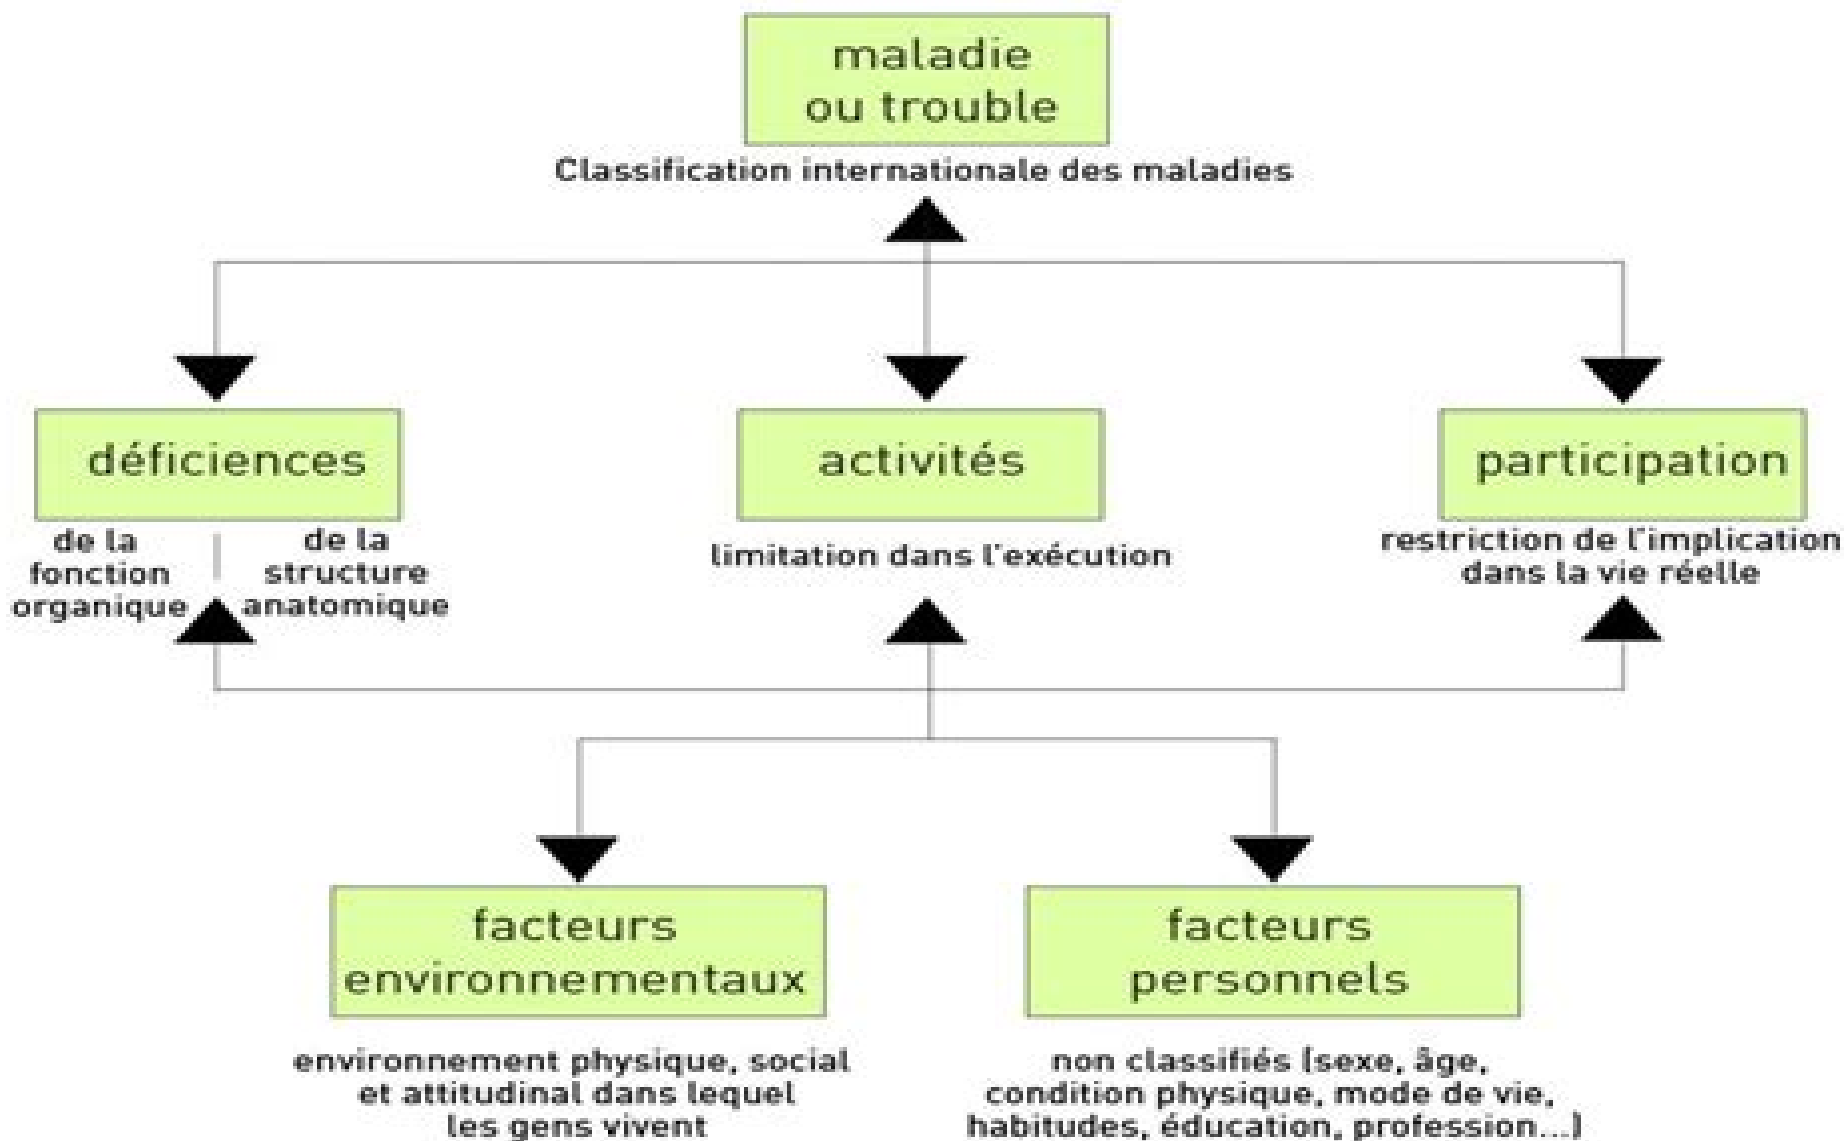 maladie
ou trouble
Classification internationale des maladies
déficiences
de la
fonction
organique
de la
structure
anatomique
activités
limitation dans l'exécution
participation
restriction de l'implication
dans la vie réelle
facteurs
environnementaux
environnement physique, social
et attitudinal dans lequel
les gens vivent
facteurs
personnels
non classifiés (sexe, âge,
condition physique, mode de vie,
habitudes, éducation, profession...)